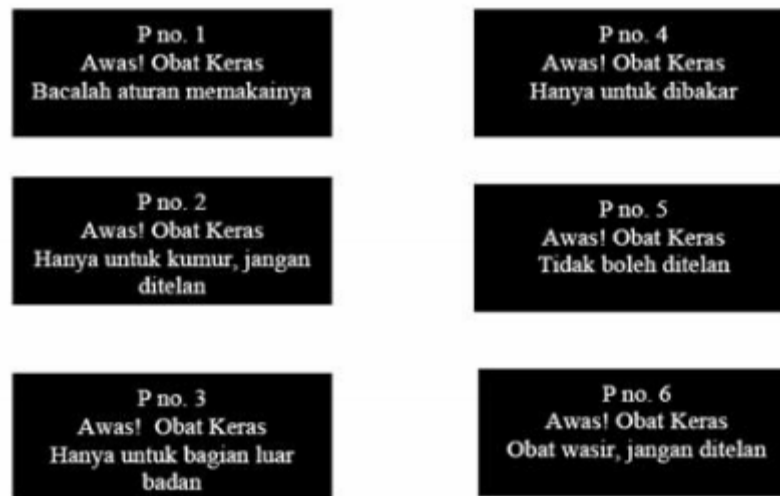 P no. 1
Awas! Obat Keras
Bacalah aturan memakainya
P no. 2
Awas! Obat Keras
Hanya untuk kumur, jangan
ditelan
P no. 3
Awas! Obat Keras
Hanya untuk bagian luar
badan
P no. 4
Awas! Obat Keras
Hanya untuk dibakar
P no. 5
Awas! Obat Keras
Tidak boleh ditelan
P no. 6
Awas! Obat Keras
Obat wasir, jangan ditelan